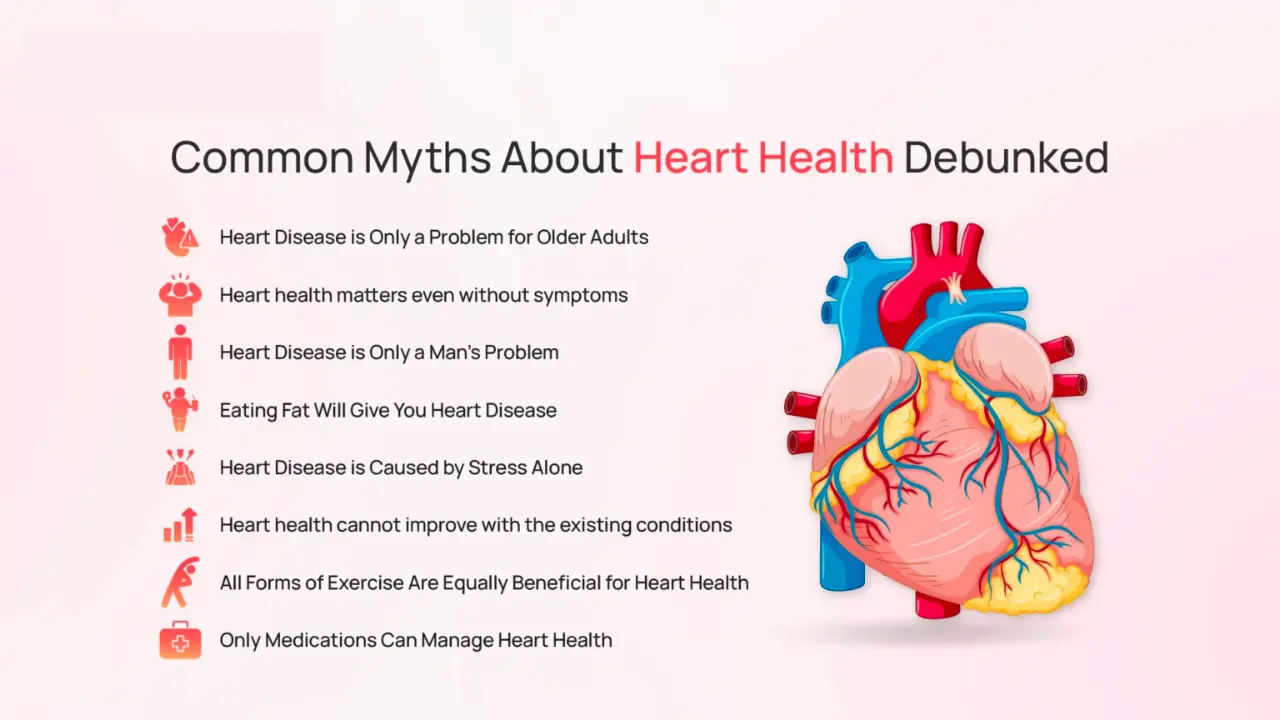 Common Myths About Heart Health Debunked
Heart Disease is Only a Problem for Older Adults
Heart health matters even without symptoms
Heart Disease is Only a Man's Problem
Eating Fat Will Give You Heart Disease
Heart Disease is Caused by Stress Alone
Heart health cannot improve with the existing conditions
All Forms of Exercise Are Equally Beneficial for Heart Health
Only Medications Can Manage Heart Health